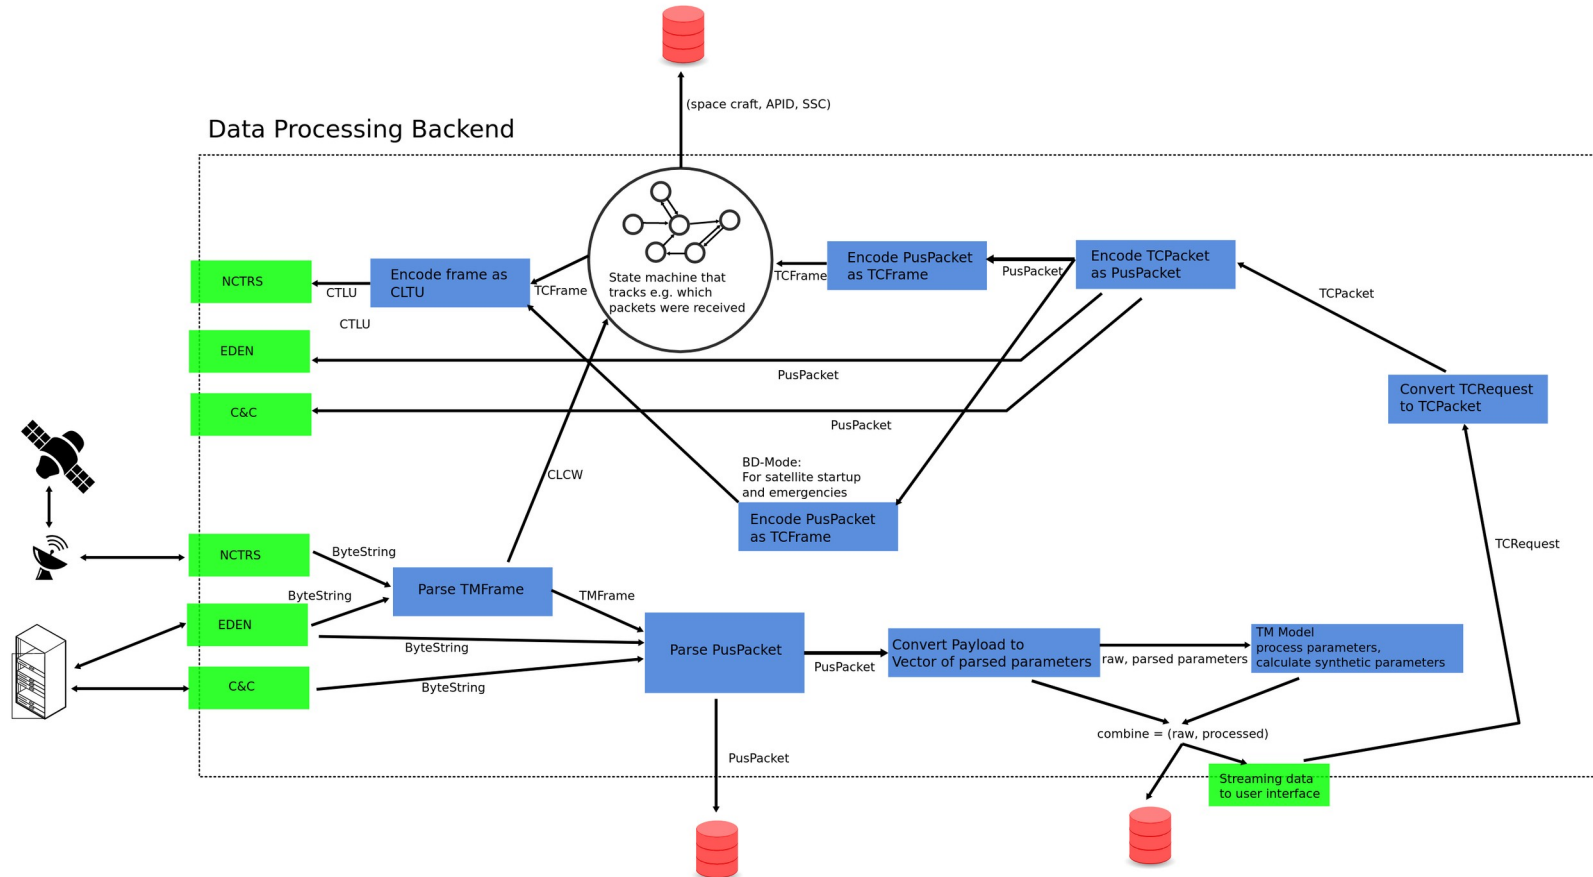 (space craft, APID, SSC)
Data Processing Backend
State machine that
tracks e.g. which
packets were received
NCTRS
CTLU
CTLU
Encode frame as
CLTU
TCFrame
TCFrame
Encode PusPacket
as TCFrame
PusPacket
Encode TCPacket
as PusPacket
TCPacket
EDEN
PusPacket
C&C
PusPacket
Convert TCRequest
to TCPacket
CLCW
BD-Mode:
For satellite startup
and emergencies
Encode PusPacket
as TCFrame
TCRequest
NCTRS
ByteString
ByteString
Parse TMFrame
TMFrame
EDEN
ByteString
C&C
ByteString
Parse PusPacket
PusPacket
Convert Payload to
Vector of parsed parameters
raw, parsed parameters
TM Model
process parameters,
calculate synthetic parameters
combine = (raw, processed)
PusPacket
Streaming data
to user interface